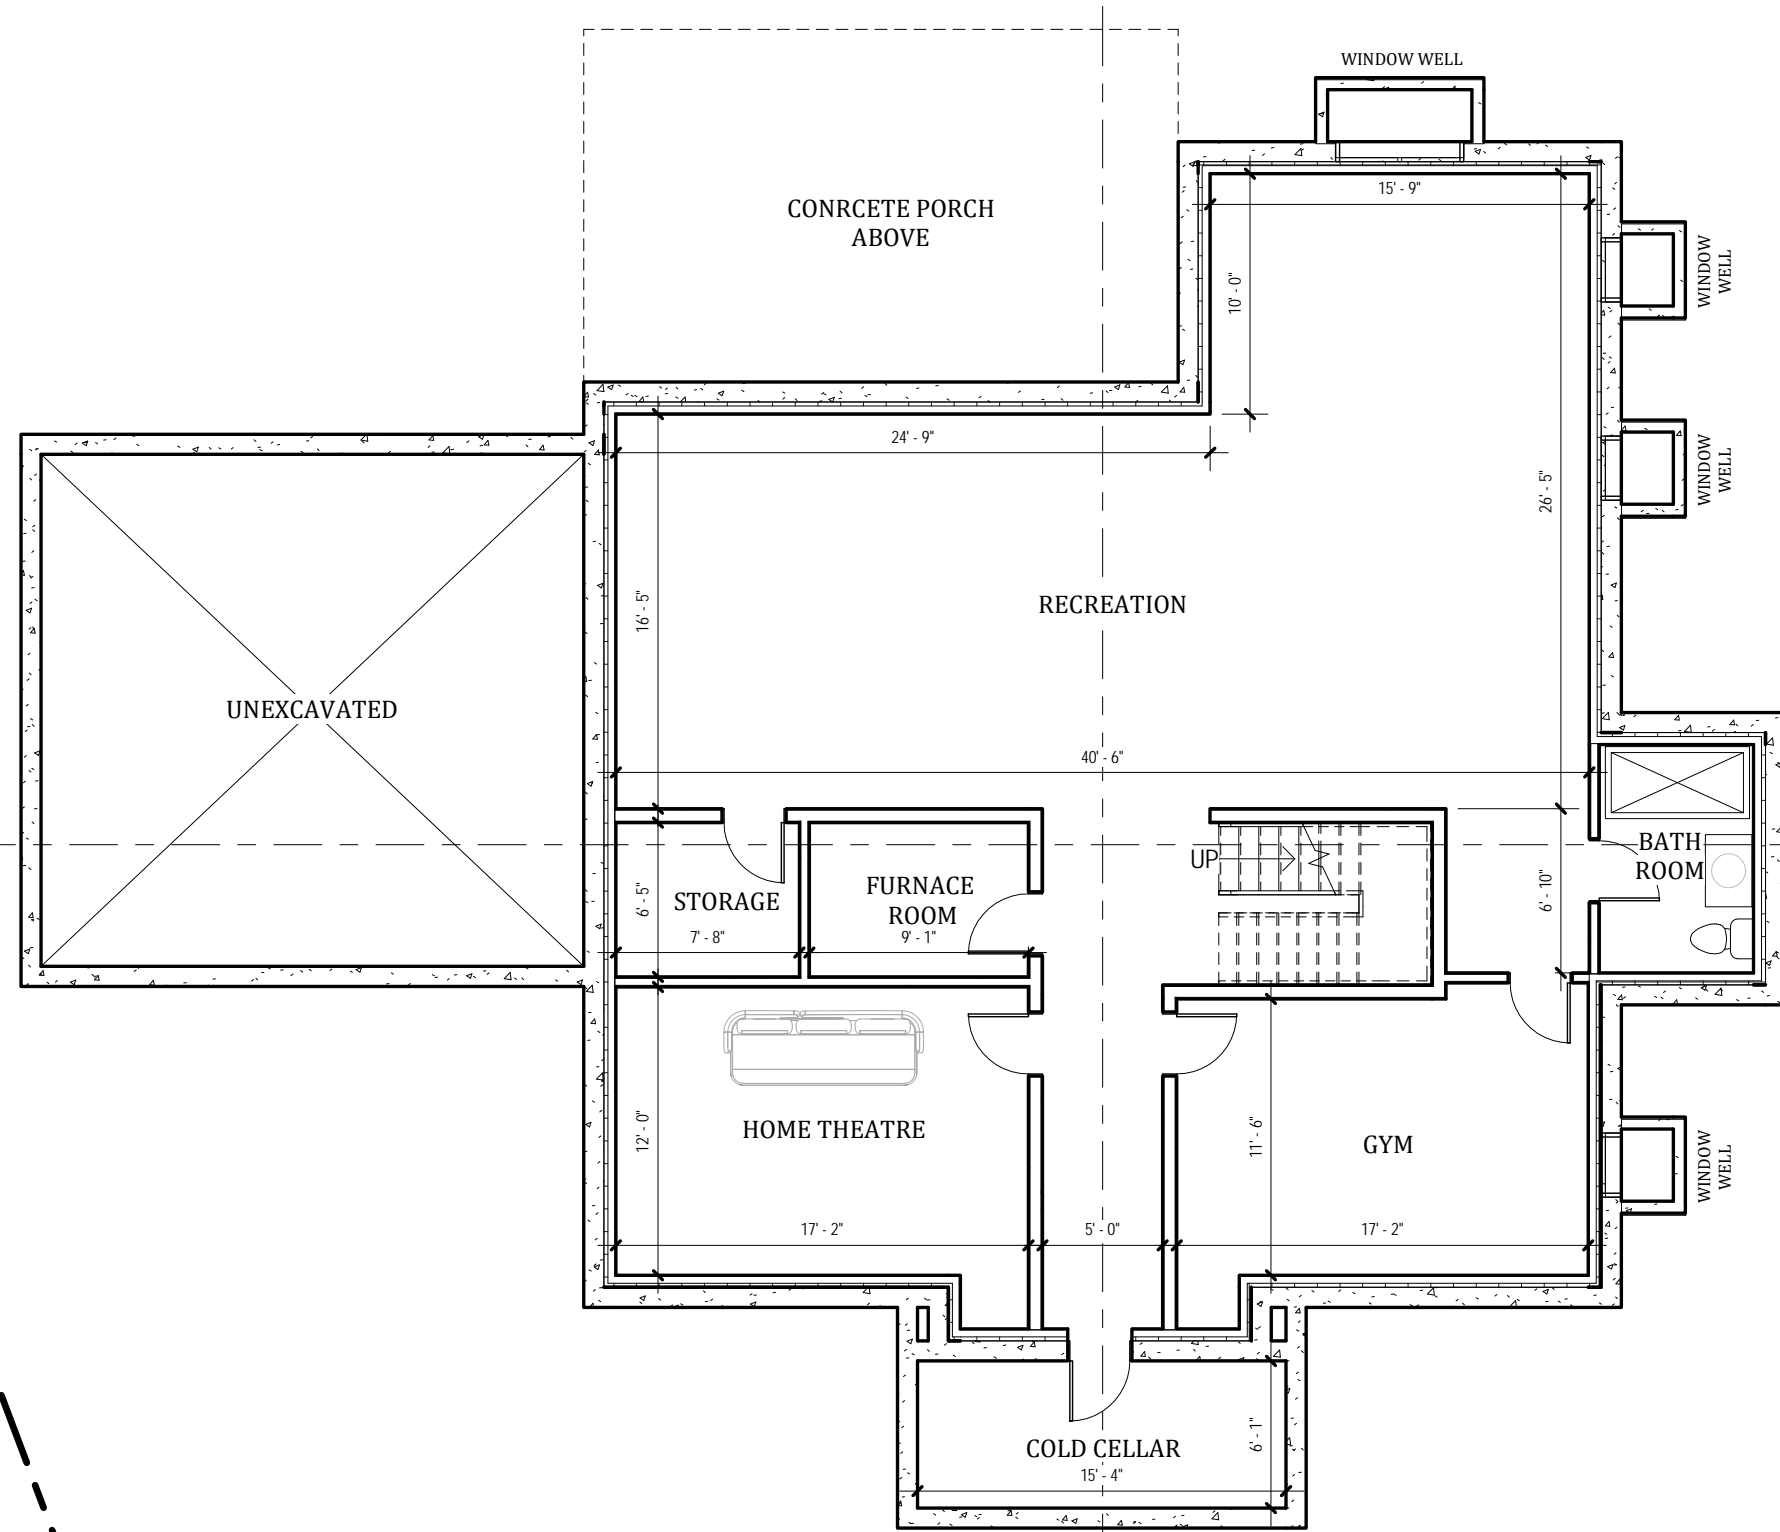 WINDOW WELL
15' - 9"
CONRCETE PORCH
ABOVE
WINDOW
WELL
10' - 0"
24' - 9"
WINDOW
WELL
26' - 5"
16' - 5"
RECREATION
UNEXCAVATED
40' - 6"
UP
BATH
ROOM
STORAGE
FURNACE
ROOM
6' - 5"
6' - 10"
7' - 8"
9' - 1"
HOME THEATRE
12' - 0"
11' - 6"
GYM
WINDOW
WELL
17' - 2"
5' - 0"
17' - 2"
COLD CELLAR
6' - 1"
15' - 4"